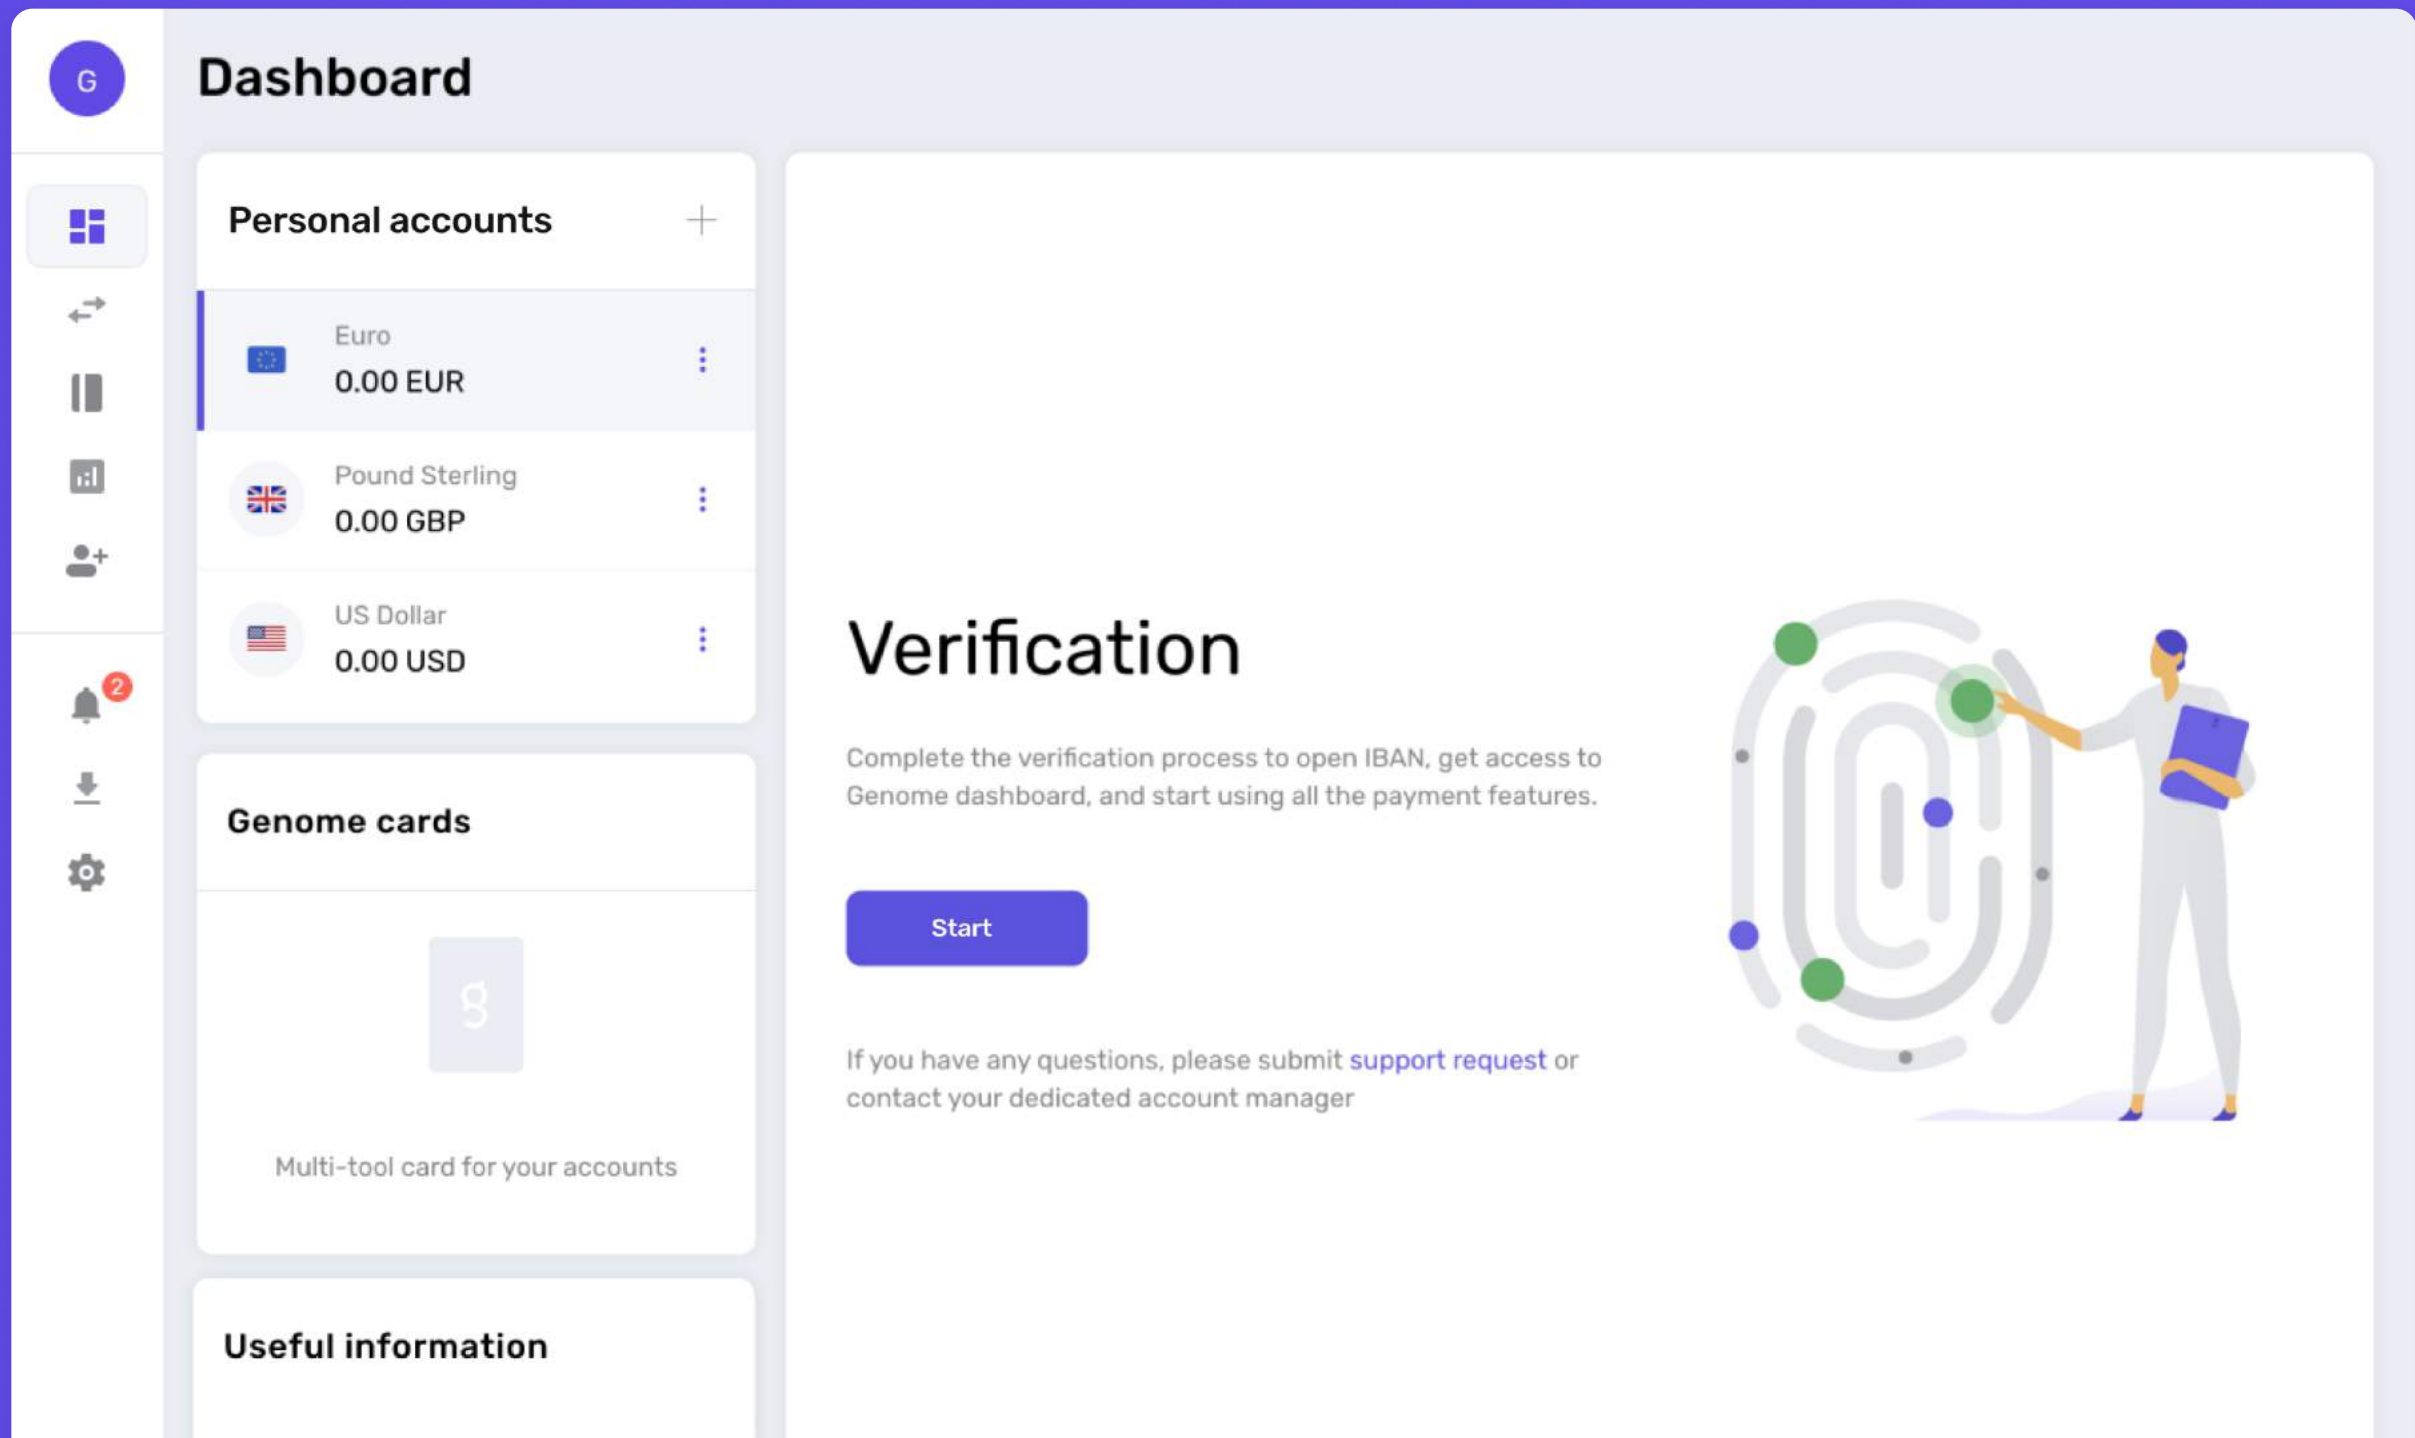 G
Dashboard
Personal accounts
Euro
0.00 EUR
Pound Sterling
0.00 GBP
US Dollar
0.00 USD
2
Genome cards
g
Multi-tool card for your accounts
Useful information
Verification
Complete the verification process to open IBAN, get access to
Genome dashboard, and start using all the payment features.
Start
If you have any questions, please submit support request or
contact your dedicated account manager